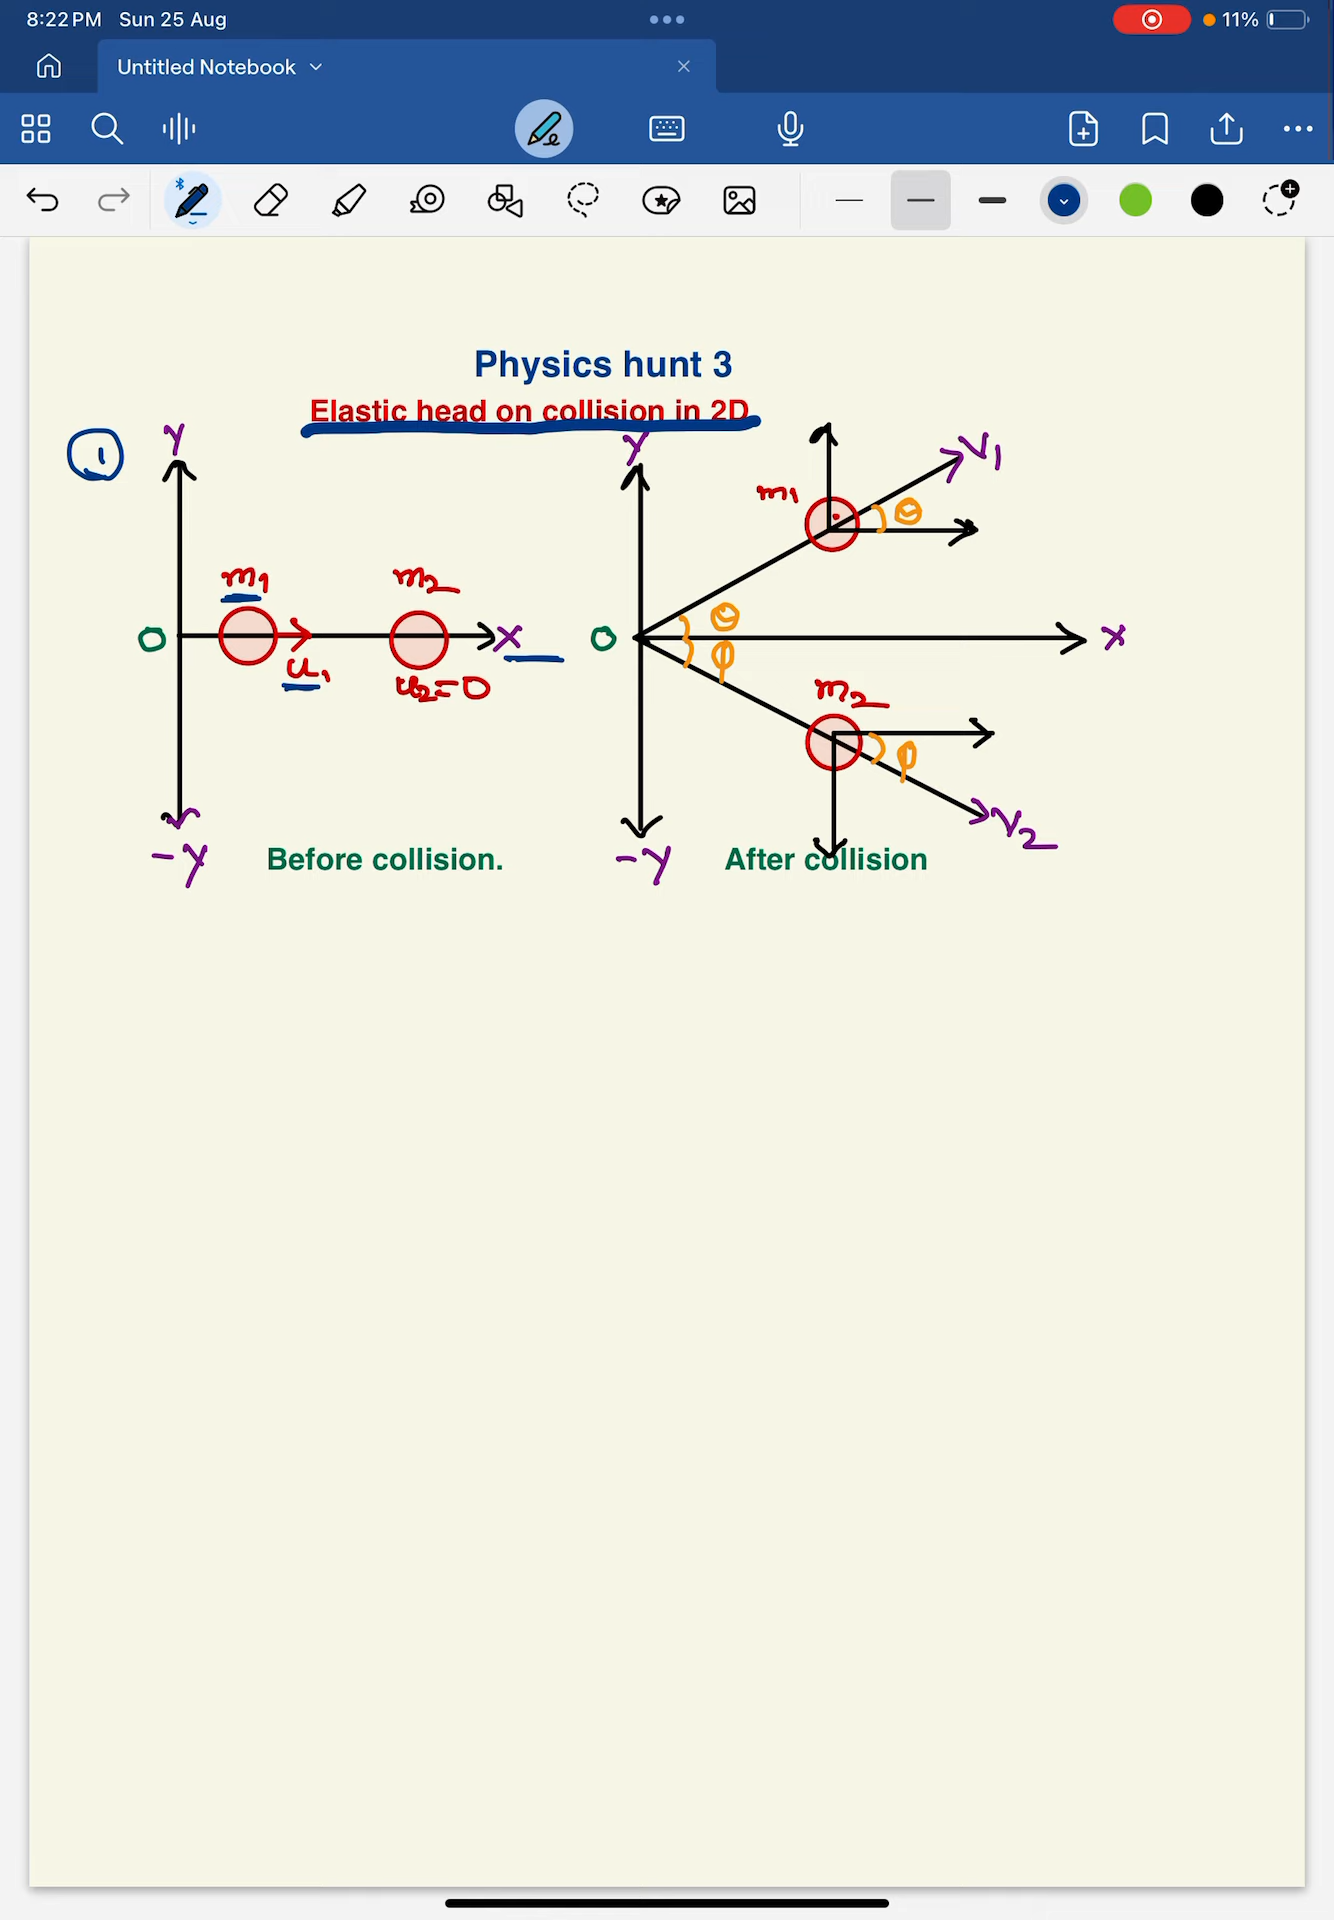 8:22 PM Sun 25 Aug
11%
Untitled Notebook
Physics hunt 3
Elastic head on collision in 2D
1
Y
Y
V1
m1
θ
m1
m2
O
u1
X
u2=0
O
θ
φ
X
m2
φ
V2
-Y
Before collision.
-Y
After collision